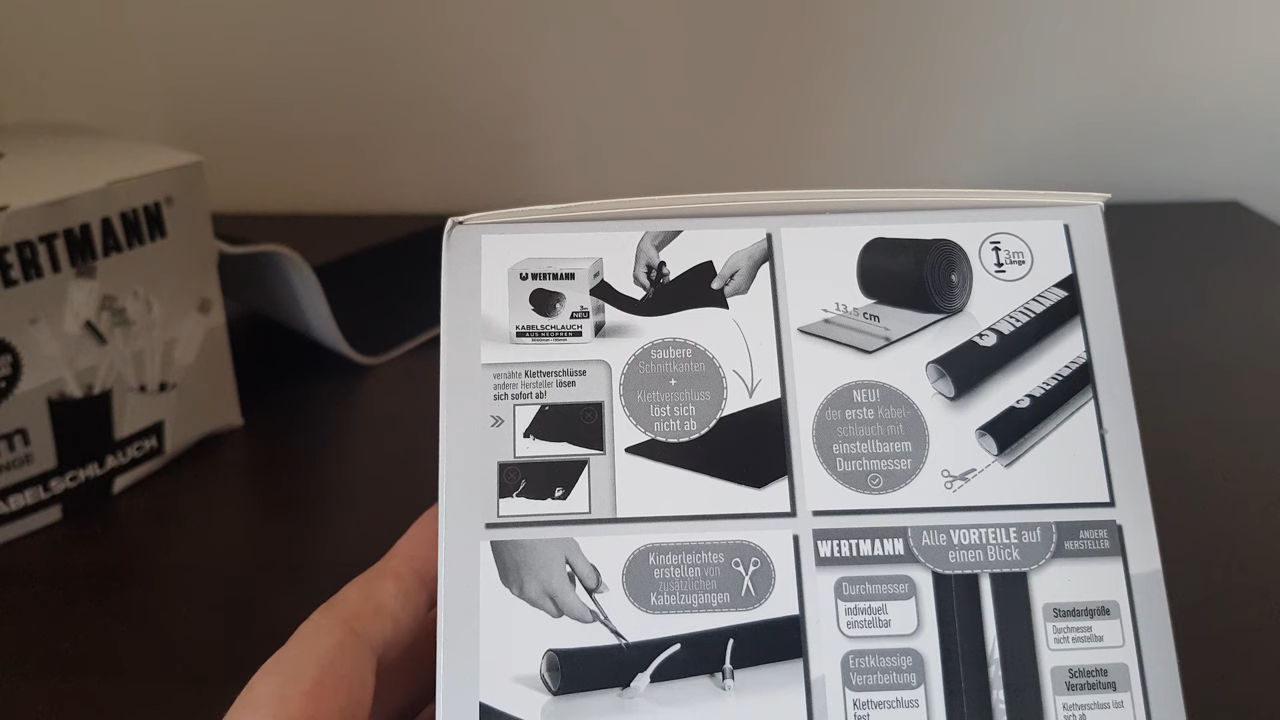 WERTMANN®
KABELSCHLAUCH
WERTMANN
3m
NEU
KABELSCHLAUCH
AUS NEOPREN
vernähte Klettverschlüsse
anderer Hersteller lösen
sich sofort ab!
saubere
Schnittkanten
+
Klettverschluss
löst sich
nicht ab
3m
Länge
13.5 cm
WERTMANN
WERTMANN
NEU!
der erste Kabel-
schlauch mit
einstellbarem
Durchmesser
Kinderleichtes
erstellen von
zusätzlichen
Kabelzugängen
WERTMANN
Alle VORTEILE auf
einen Blick
ANDERE
HERSTELLER
Durchmesser
individuell
einstellbar
Erstklassige
Verarbeitung
Klettverschluss
fest
Standardgröße
Durchmesser
nicht einstellbar
Schlechte
Verarbeitung
Klettverschluss löst
sich ab